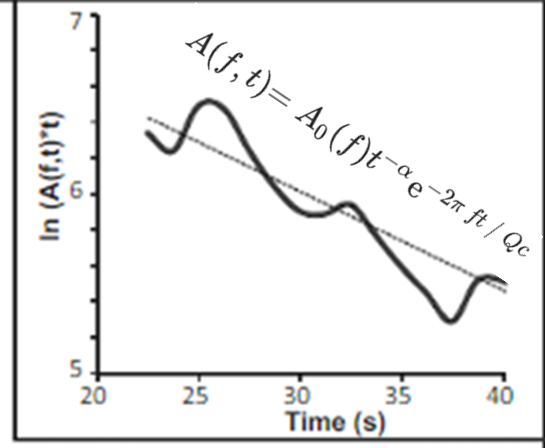 7
A(f,t)=A₀(f)t^{-α}e^{-2π ft / Qc}
ln (A(f,t)*t)
6
5
20 25 30 35 40
Time (s)